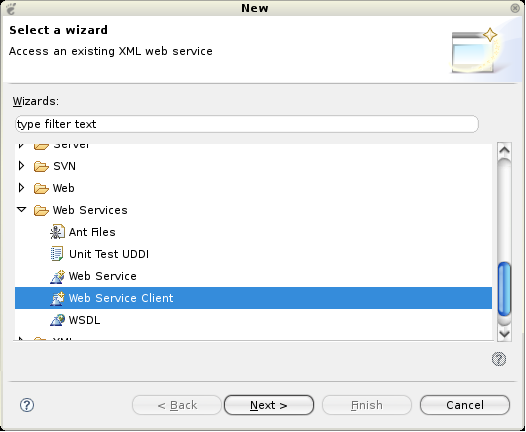 New
Select a wizard
Access an existing XML web service
Wizards:
type filter text
Server
SVN
Web
Web Services
Ant Files
Unit Test UDDI
Web Service
Web Service Client
WSDL
XML
? < Back Next > Finish Cancel